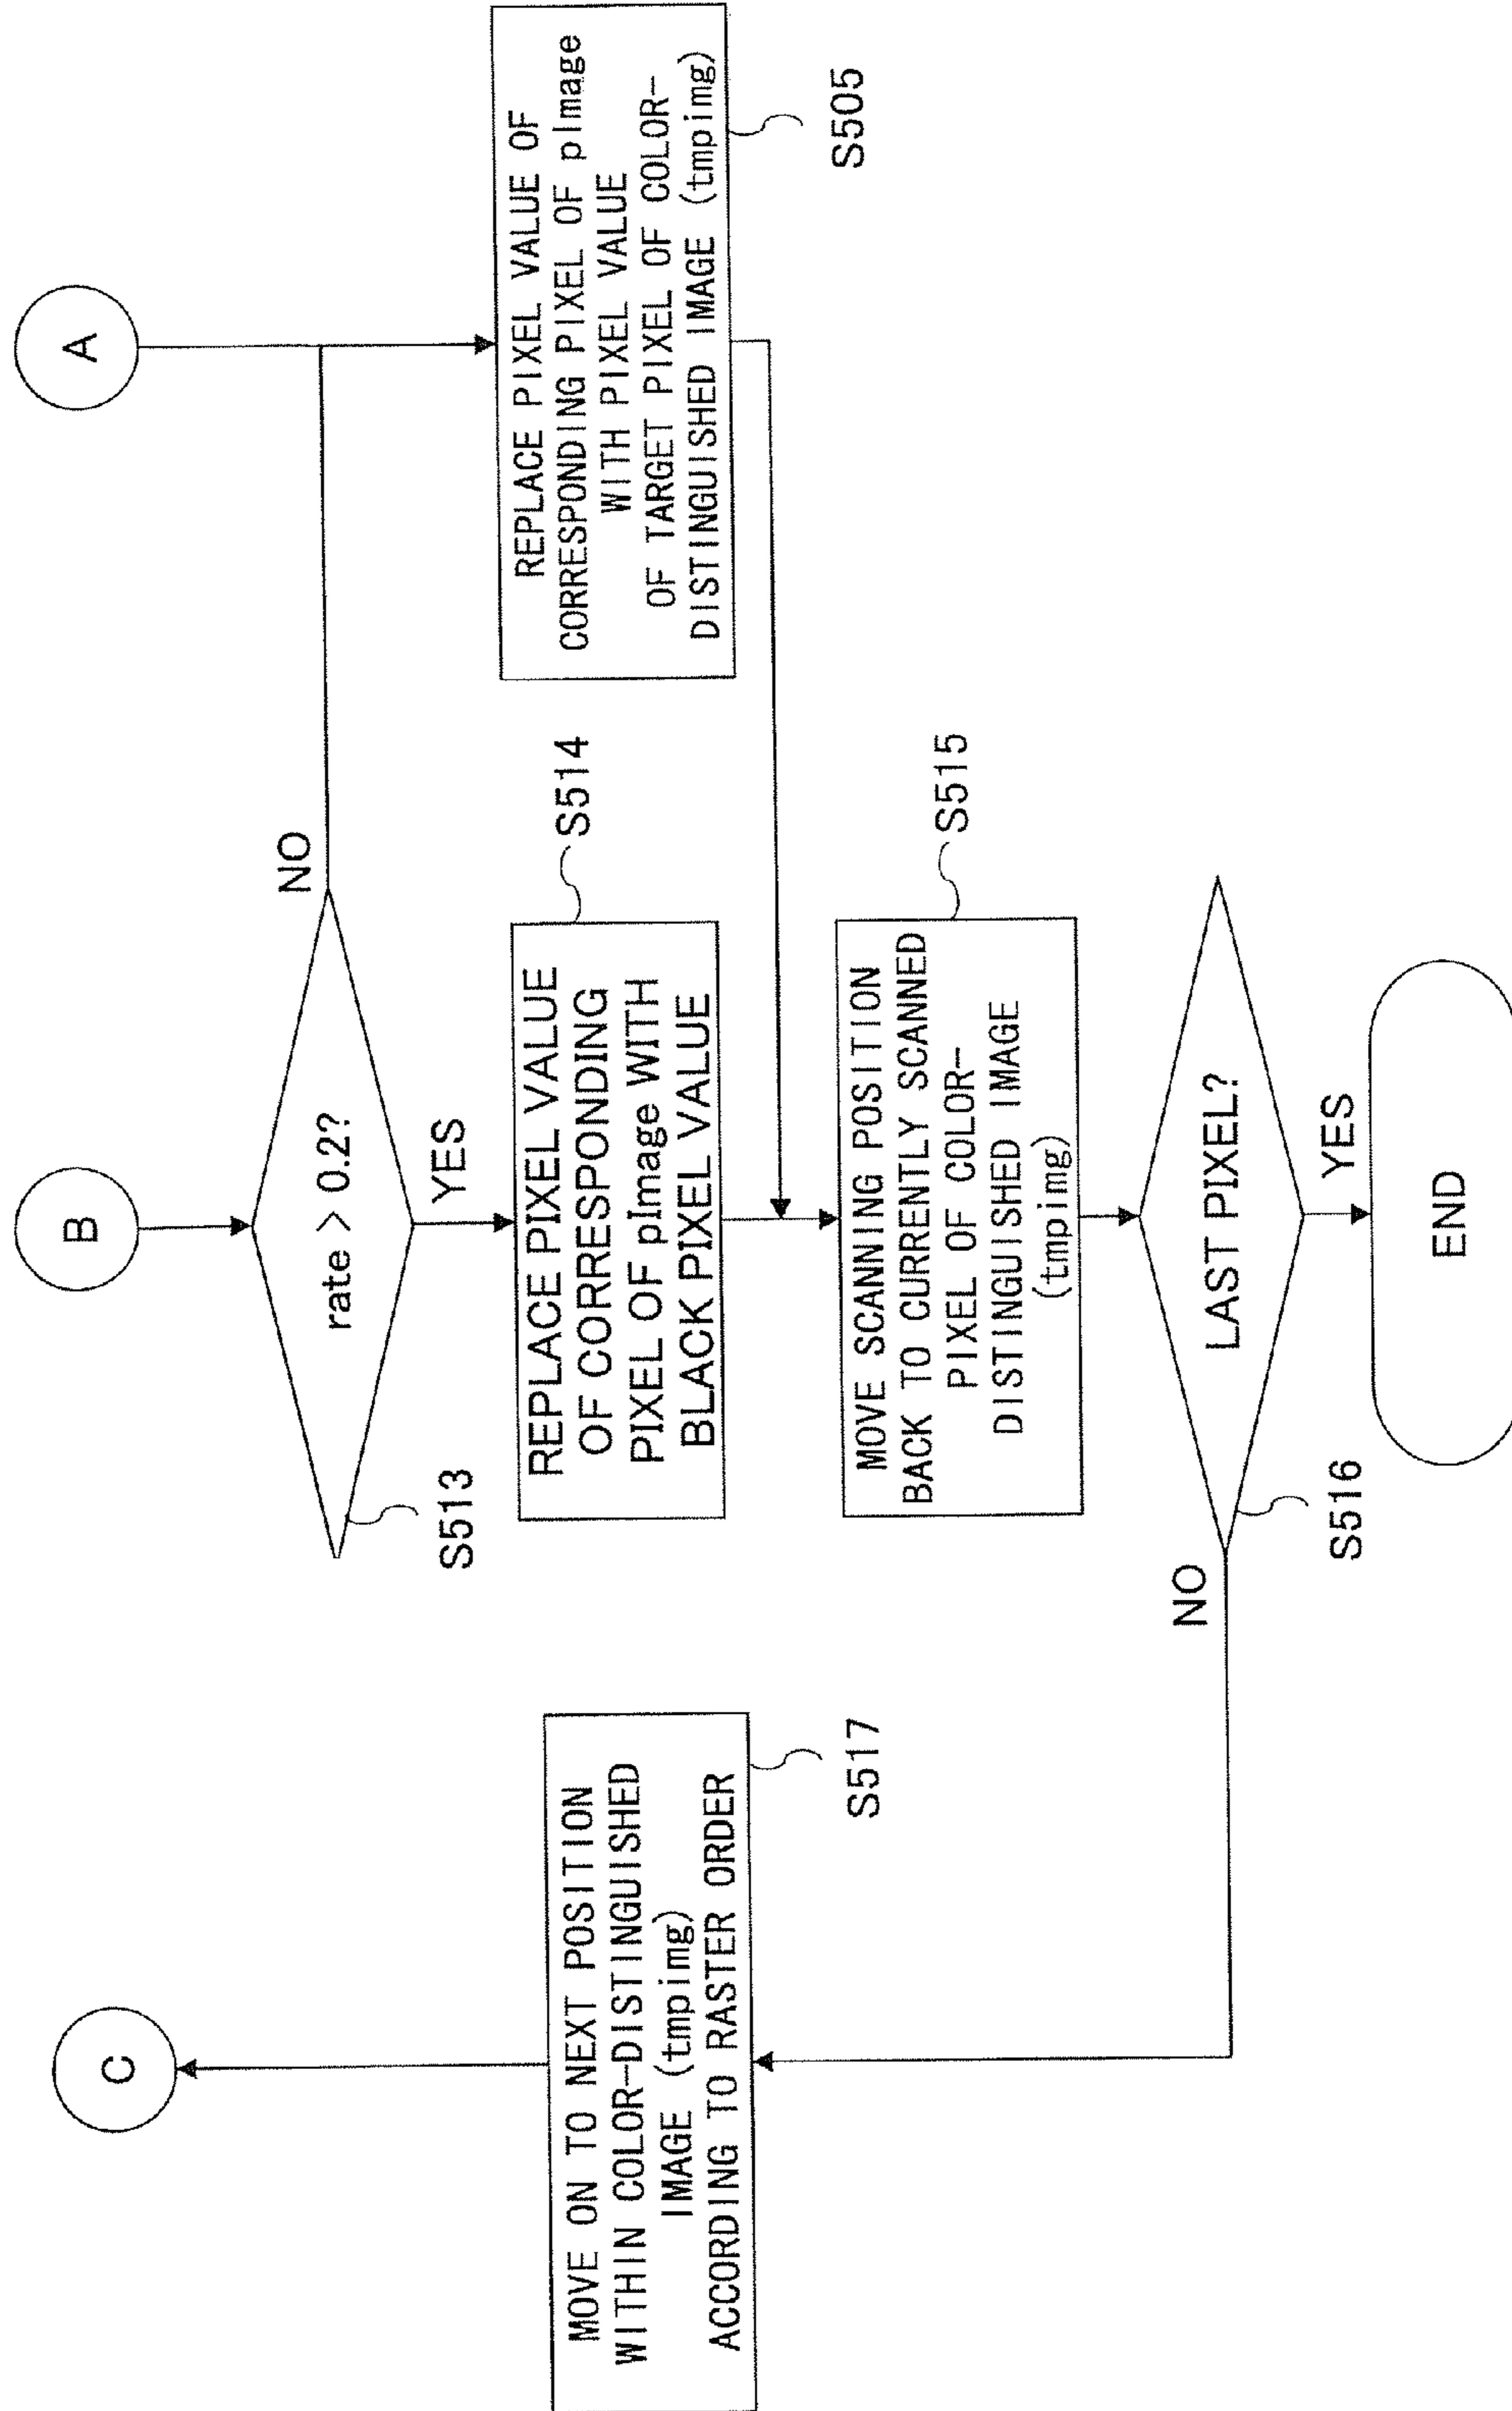 C
MOVE ON TO NEXT POSITION
WITHIN COLOR-DISTINGUISHED
IMAGE (tmpimg)
ACCORDING TO RASTER ORDER
S517
B
rate > 0.2?
NO
YES
S513
REPLACE PIXEL VALUE
OF CORRESPONDING
PIXEL OF pImage WITH
BLACK PIXEL VALUE
S514
MOVE SCANNING POSITION
BACK TO CURRENTLY SCANNED
PIXEL OF COLOR-
DISTINGUISHED IMAGE
(tmpimg)
S515
LAST PIXEL?
NO
YES
S516
END
A
REPLACE PIXEL VALUE OF
CORRESPONDING PIXEL OF pImage
WITH PIXEL VALUE
OF TARGET PIXEL OF COLOR-
DISTINGUISHED IMAGE (tmpimg)
S505